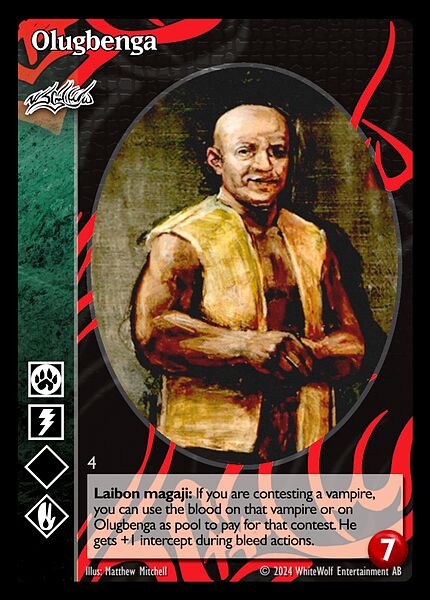 Olugbenga
4
Laibon magaji: If you are contesting a vampire,
you can use the blood on that vampire or on
Olugbenga as pool to pay for that contest. He
gets +1 intercept during bleed actions.
7
Illus: Matthew Mitchell © 2024 WhiteWolf Entertainment AB